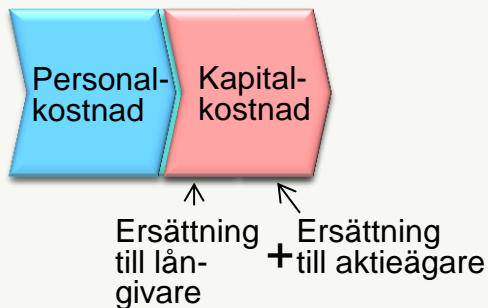 Personal-
kostnad
Kapital-
kostnad
Ersättning
till lån-
givare
+
Ersättning
till aktieägare